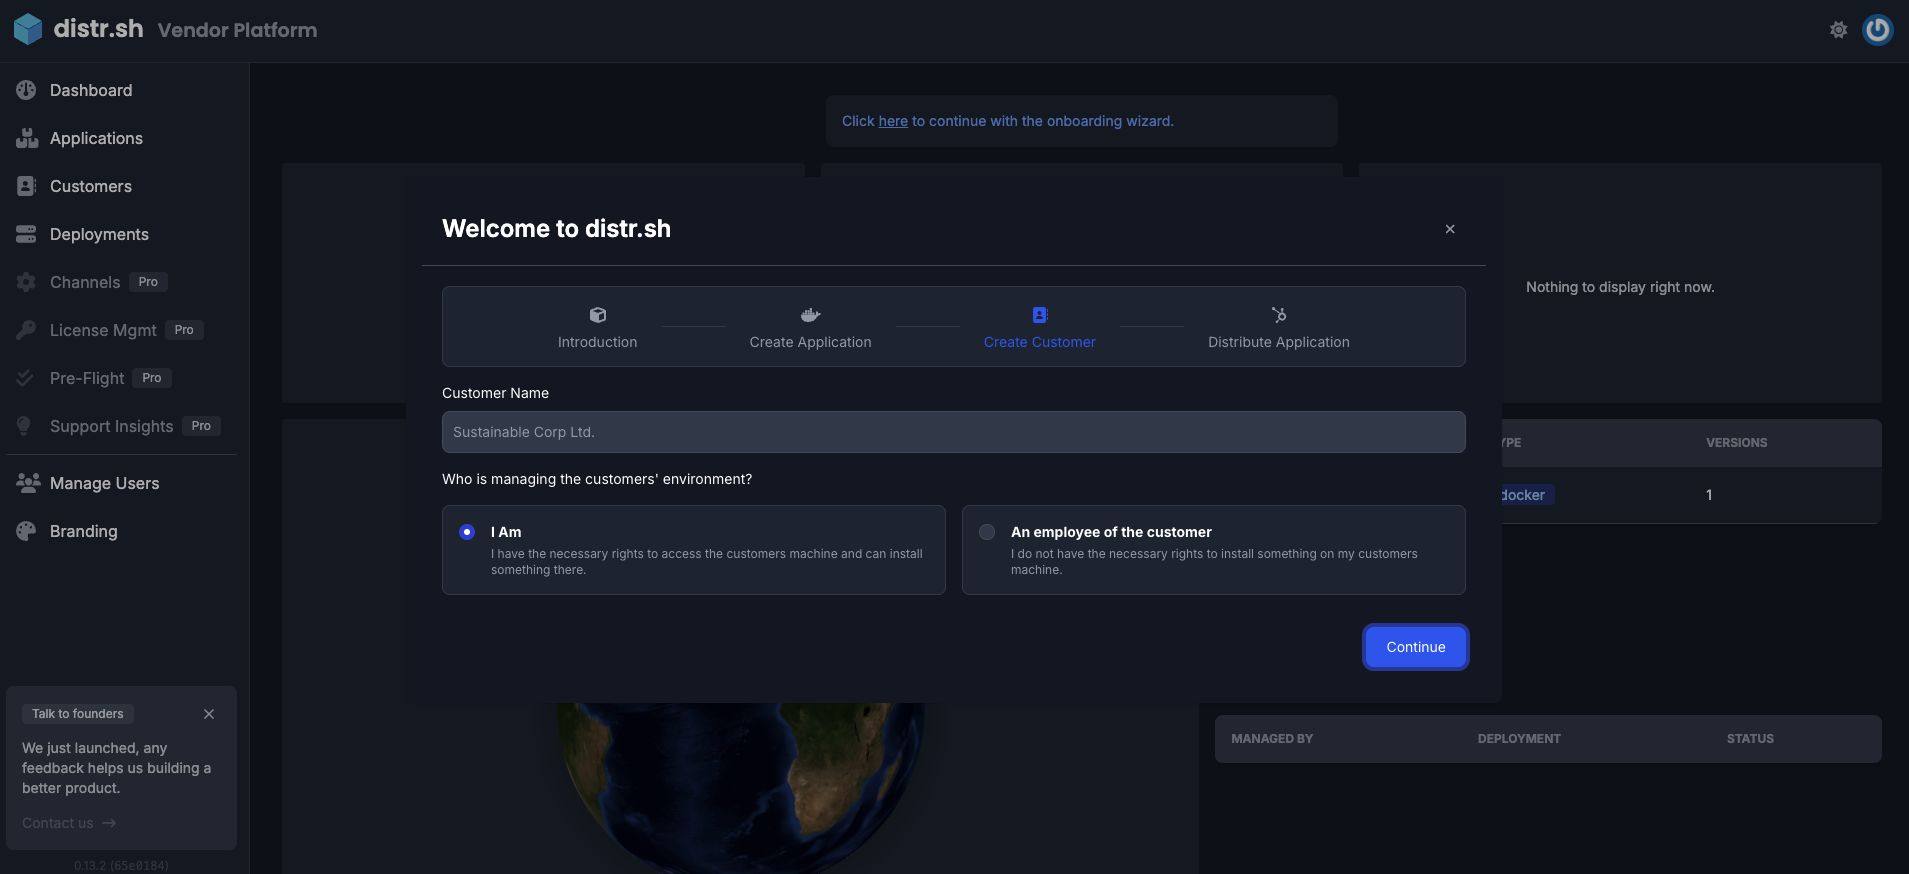 distr.sh Vendor Platform
Dashboard
Applications
Customers
Deployments
Channels Pro
License Mgmt Pro
Pre-Flight Pro
Support Insights Pro
Manage Users
Branding
Talk to founders
We just launched, any
feedback helps us building a
better product.
Contact us →
0.13.2 (65e0184)
Click here to continue with the onboarding wizard.
Welcome to distr.sh
Introduction
Create Application
Create Customer
Distribute Application
Customer Name
Sustainable Corp Ltd.
Who is managing the customers' environment?
I Am
I have the necessary rights to access the customers machine and can install
something there.
An employee of the customer
I do not have the necessary rights to install something on my customers
machine.
Continue
Nothing to display right now.
YPE VERSIONS
docker 1
MANAGED BY DEPLOYMENT STATUS